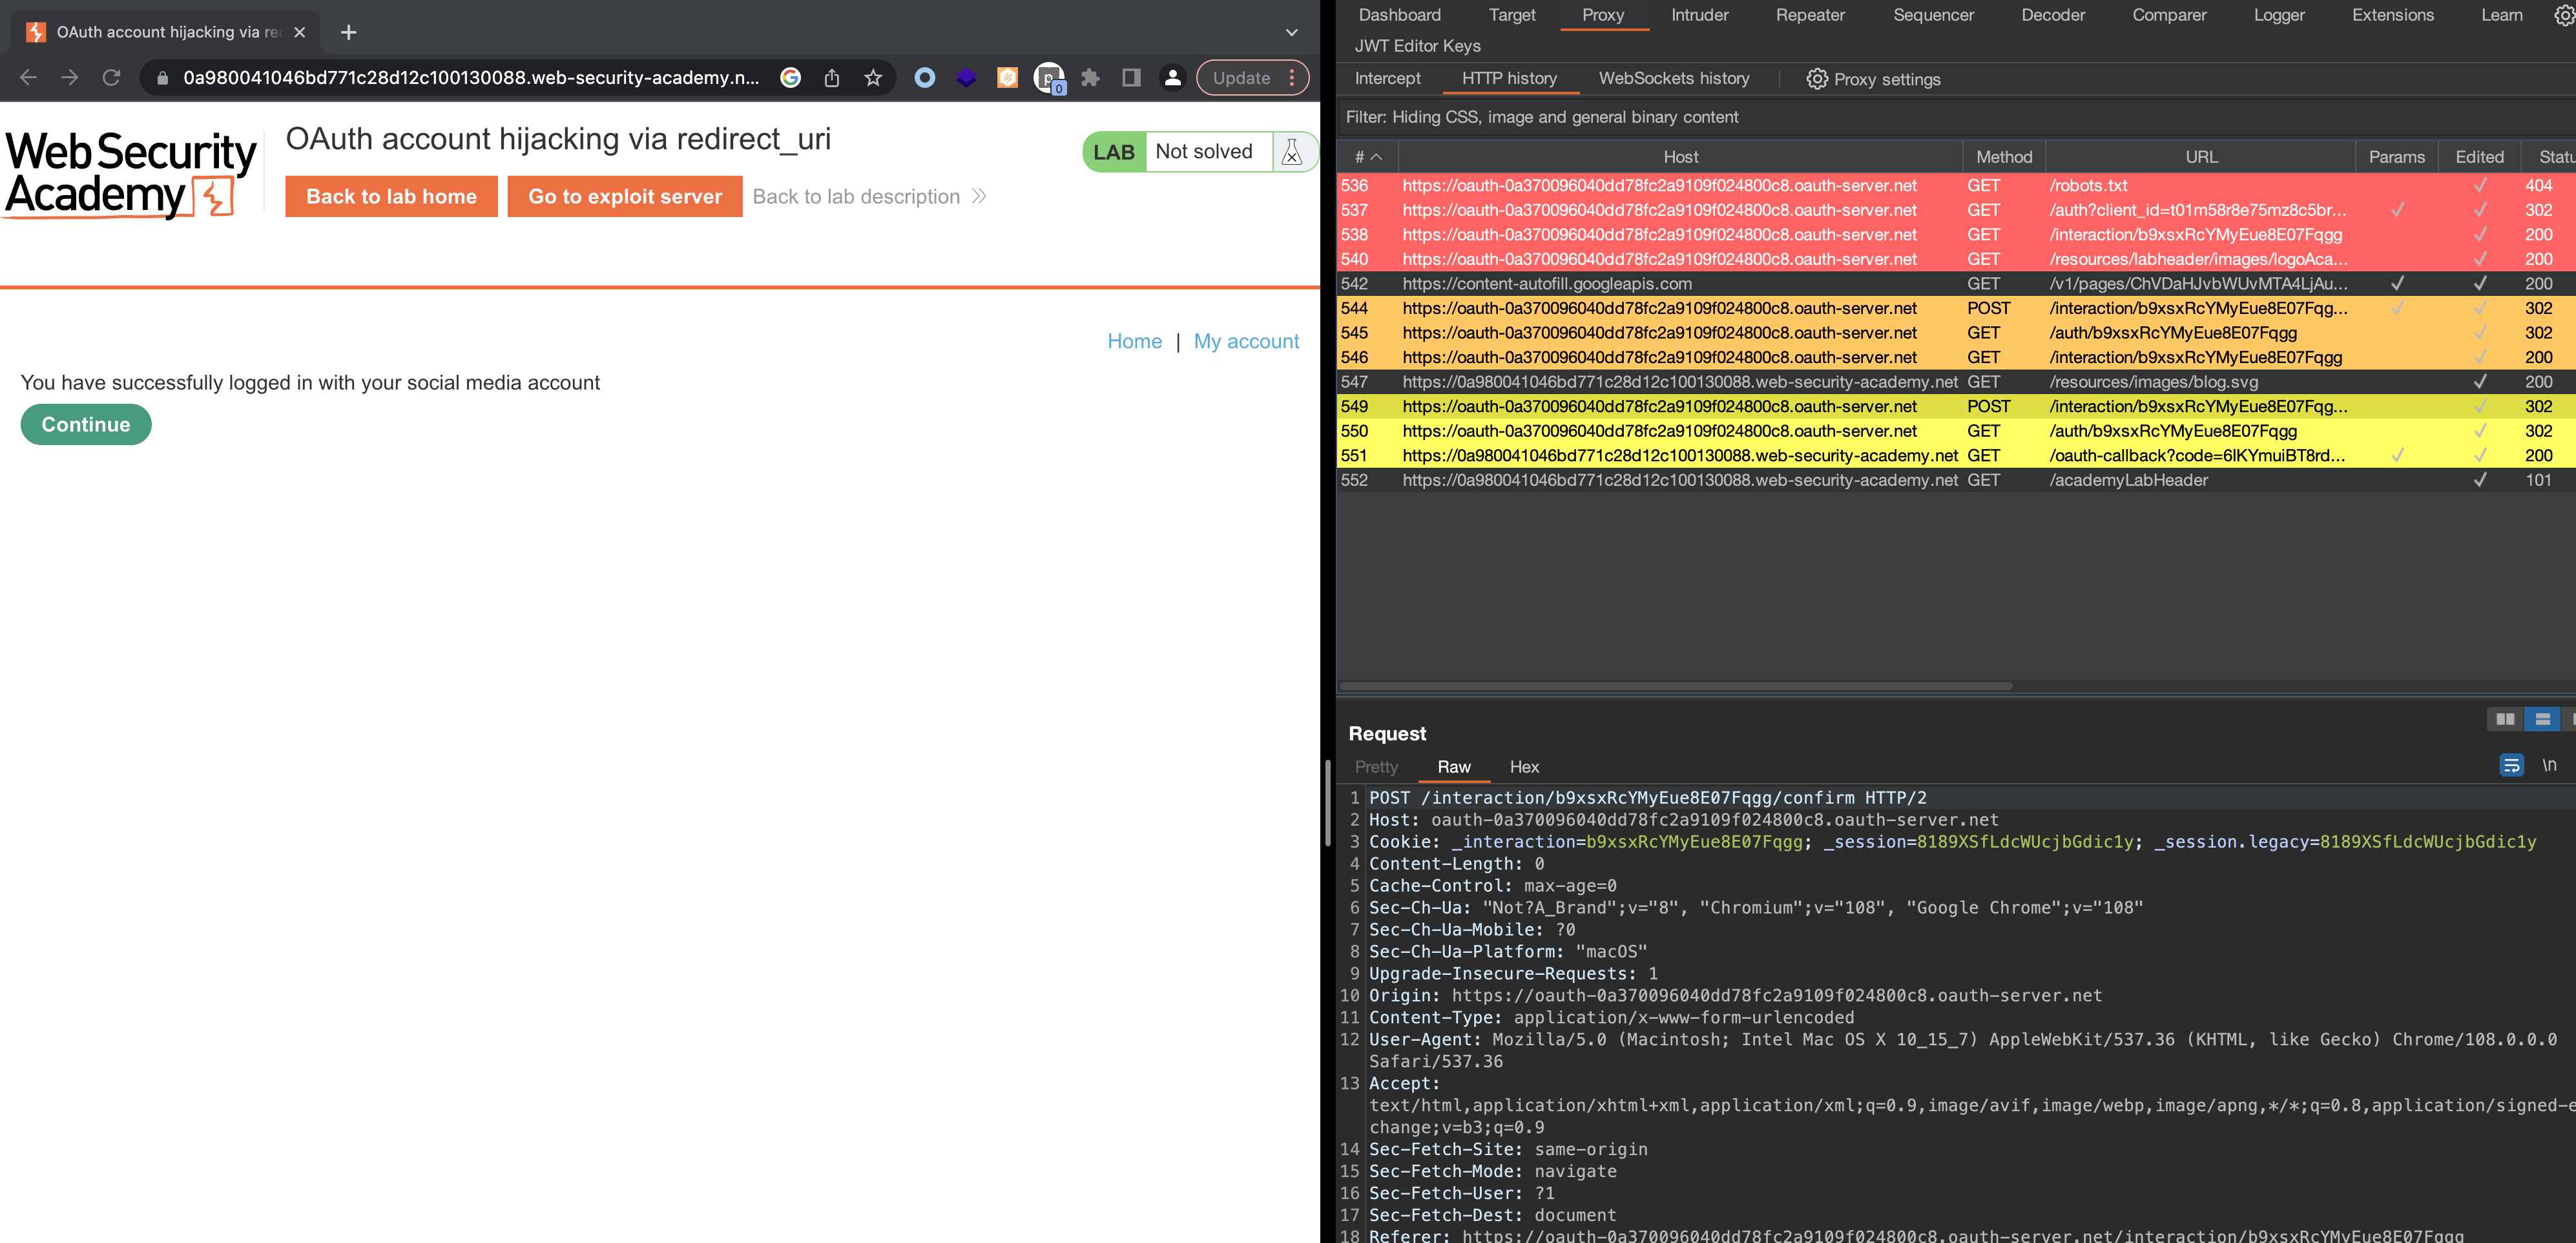 OAuth account hijacking via re
0a980041046bd771c28d12c100130088.web-security-academy.n...
Update
0
Web Security
Academy
OAuth account hijacking via redirect_uri
Back to lab home
Go to exploit server
Back to lab description
LAB Not solved
Home | My account
You have successfully logged in with your social media account
Continue
Dashboard Target Proxy Intruder Repeater Sequencer Decoder Comparer Logger Extensions Learn
JWT Editor Keys
Intercept HTTP history WebSockets history Proxy settings
Filter: Hiding CSS, image and general binary content
# Host Method URL Params Edited Statu
536 https://oauth-0a370096040dd78fc2a9109f024800c8.oauth-server.net GET /robots.txt 404
537 https://oauth-0a370096040dd78fc2a9109f024800c8.oauth-server.net GET /auth?client_id=t01m58r8e75mz8c5br... 302
538 https://oauth-0a370096040dd78fc2a9109f024800c8.oauth-server.net GET /interaction/b9xsxRcYMyEue8E07Fqgg 200
540 https://oauth-0a370096040dd78fc2a9109f024800c8.oauth-server.net GET /resources/labheader/images/logoAca... 200
542 https://content-autofill.googleapis.com GET /v1/pages/ChVDaHJvbWUvMTA4LjAu... 200
544 https://oauth-0a370096040dd78fc2a9109f024800c8.oauth-server.net POST /interaction/b9xsxRcYMyEue8E07Fqg... 302
545 https://oauth-0a370096040dd78fc2a9109f024800c8.oauth-server.net GET /auth/b9xsxRcYMyEue8E07Fqgg 302
546 https://oauth-0a370096040dd78fc2a9109f024800c8.oauth-server.net GET /interaction/b9xsxRcYMyEue8E07Fqgg 200
547 https://0a980041046bd771c28d12c100130088.web-security-academy.net GET /resources/images/blog.svg 200
549 https://oauth-0a370096040dd78fc2a9109f024800c8.oauth-server.net POST /interaction/b9xsxRcYMyEue8E07Fqg... 302
550 https://oauth-0a370096040dd78fc2a9109f024800c8.oauth-server.net GET /auth/b9xsxRcYMyEue8E07Fqgg 302
551 https://0a980041046bd771c28d12c100130088.web-security-academy.net GET /oauth-callback?code=6lKYmuiBT8rd... 200
552 https://0a980041046bd771c28d12c100130088.web-security-academy.net GET /academyLabHeader 101
Request
Pretty Raw Hex \n
1 POST /interaction/b9xsxRcYMyEue8E07Fqgg/confirm HTTP/2
2 Host: oauth-0a370096040dd78fc2a9109f024800c8.oauth-server.net
3 Cookie: _interaction=b9xsxRcYMyEue8E07Fqgg; _session=8189XSfLdcWUcjbGdic1y; _session.legacy=8189XSfLdcWUcjbGdic1y
4 Content-Length: 0
5 Cache-Control: max-age=0
6 Sec-Ch-Ua: "Not?A_Brand";v="8", "Chromium";v="108", "Google Chrome";v="108"
7 Sec-Ch-Ua-Mobile: ?0
8 Sec-Ch-Ua-Platform: "macOS"
9 Upgrade-Insecure-Requests: 1
10 Origin: https://oauth-0a370096040dd78fc2a9109f024800c8.oauth-server.net
11 Content-Type: application/x-www-form-urlencoded
12 User-Agent: Mozilla/5.0 (Macintosh; Intel Mac OS X 10_15_7) AppleWebKit/537.36 (KHTML, like Gecko) Chrome/108.0.0.0
Safari/537.36
13 Accept:
text/html,application/xhtml+xml,application/xml;q=0.9,image/avif,image/webp,image/apng,*/*;q=0.8,application/signed-e
change;v=b3;q=0.9
14 Sec-Fetch-Site: same-origin
15 Sec-Fetch-Mode: navigate
16 Sec-Fetch-User: ?1
17 Sec-Fetch-Dest: document
18 Referer: https://oauth-0a370096040dd78fc2a9109f024800c8.oauth-server.net/interaction/b9xsxRcYMyEue8E07Fqgg